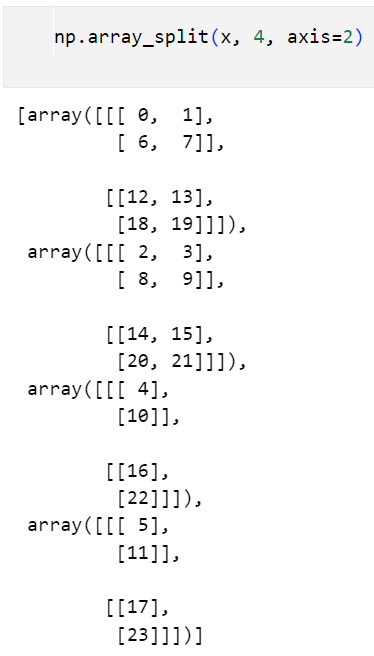 np.array_split(x, 4, axis=2)
[array([[[ 0,  1],
         [ 6,  7]],

        [[12, 13],
         [18, 19]]]),
 array([[[ 2,  3],
         [ 8,  9]],

        [[14, 15],
         [20, 21]]]),
 array([[[ 4],
         [10]],

        [[16],
         [22]]]),
 array([[[ 5],
         [11]],

        [[17],
         [23]]])]